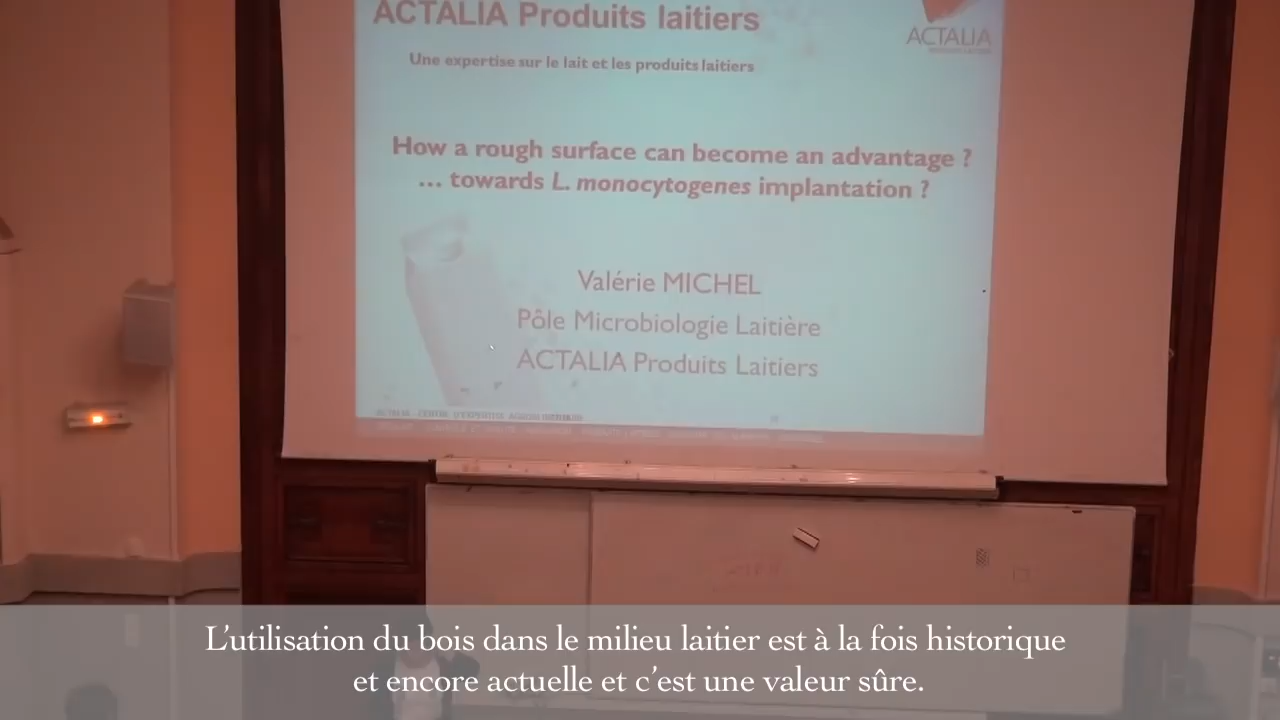 ACTALIA Produits laitiers
ACTALIA
Une expertise sur le lait et les produits laitiers
How a rough surface can become an advantage ?
... towards L. monocytogenes implantation ?
Valérie MICHEL
Pôle Microbiologie Laitière
ACTALIA Produits Laitiers
L'utilisation du bois dans le milieu laitier est à la fois historique
et encore actuelle et c'est une valeur sûre.